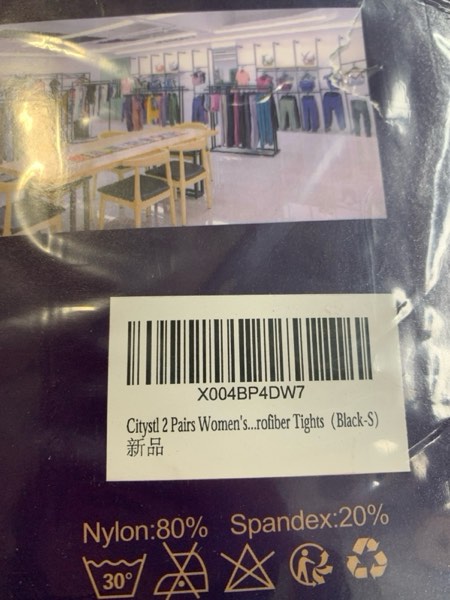 X004BP4DW7
Citystl 2 Pairs Women's...rofiber Tights (Black-S)
新品
Nylon:80% Spandex:20%
30°